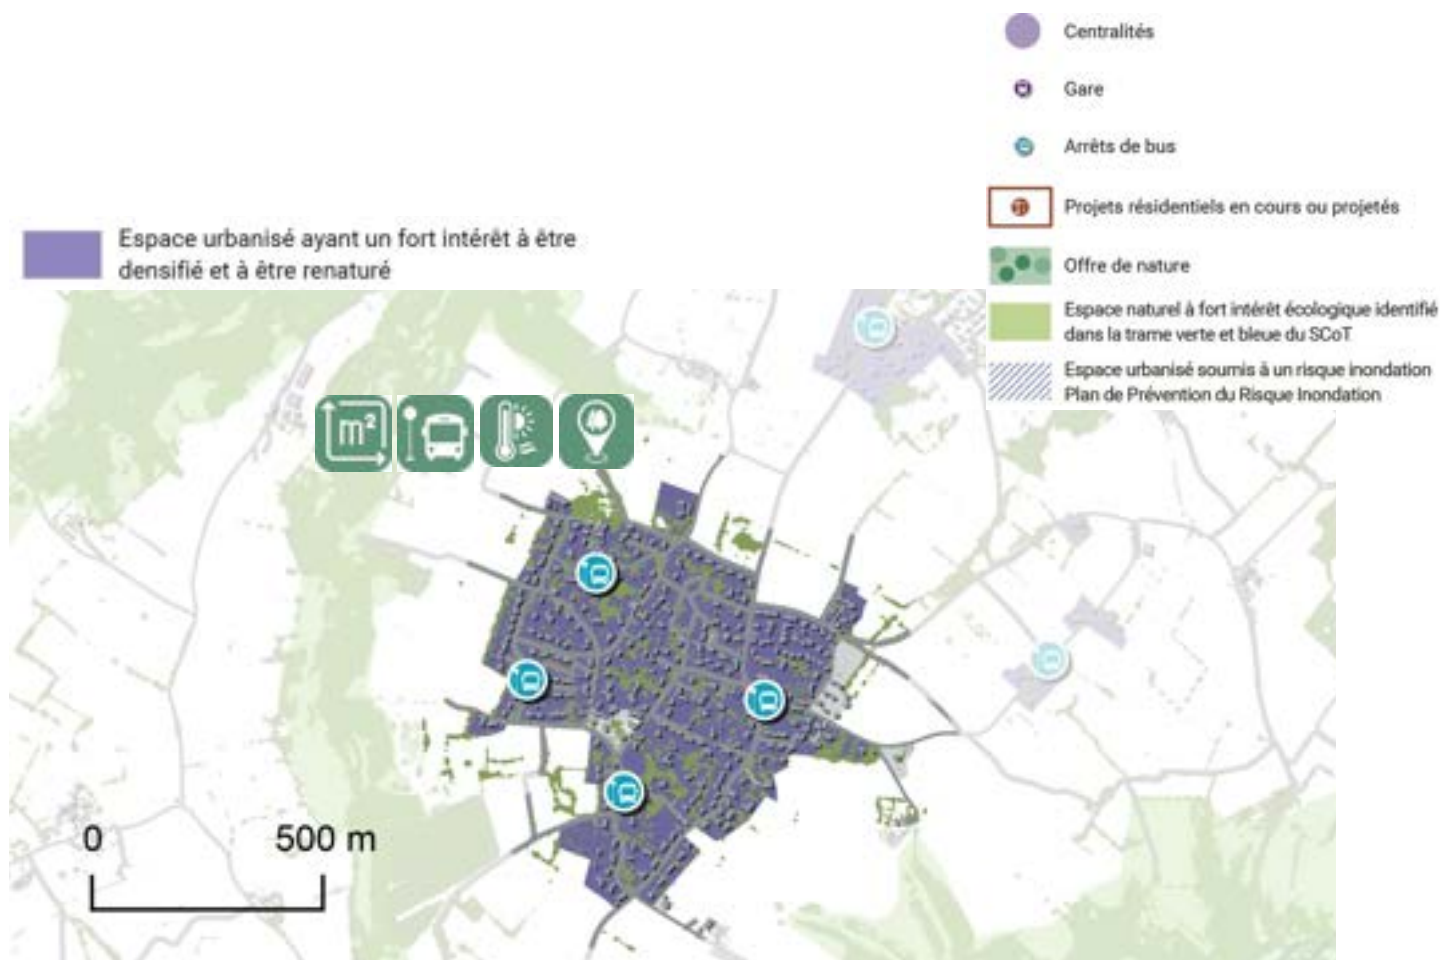 Centralités
Gare
Arrêts de bus
Projets résidentiels en cours ou projetés
Espace urbanisé ayant un fort intérêt à être
densifié et à être renaturé
Offre de nature
Espace naturel à fort intérêt écologique identifié
dans la trame verte et bleue du SCoT
Espace urbanisé soumis à un risque inondation
Plan de Prévention du Risque Inondation
m²
0 500 m